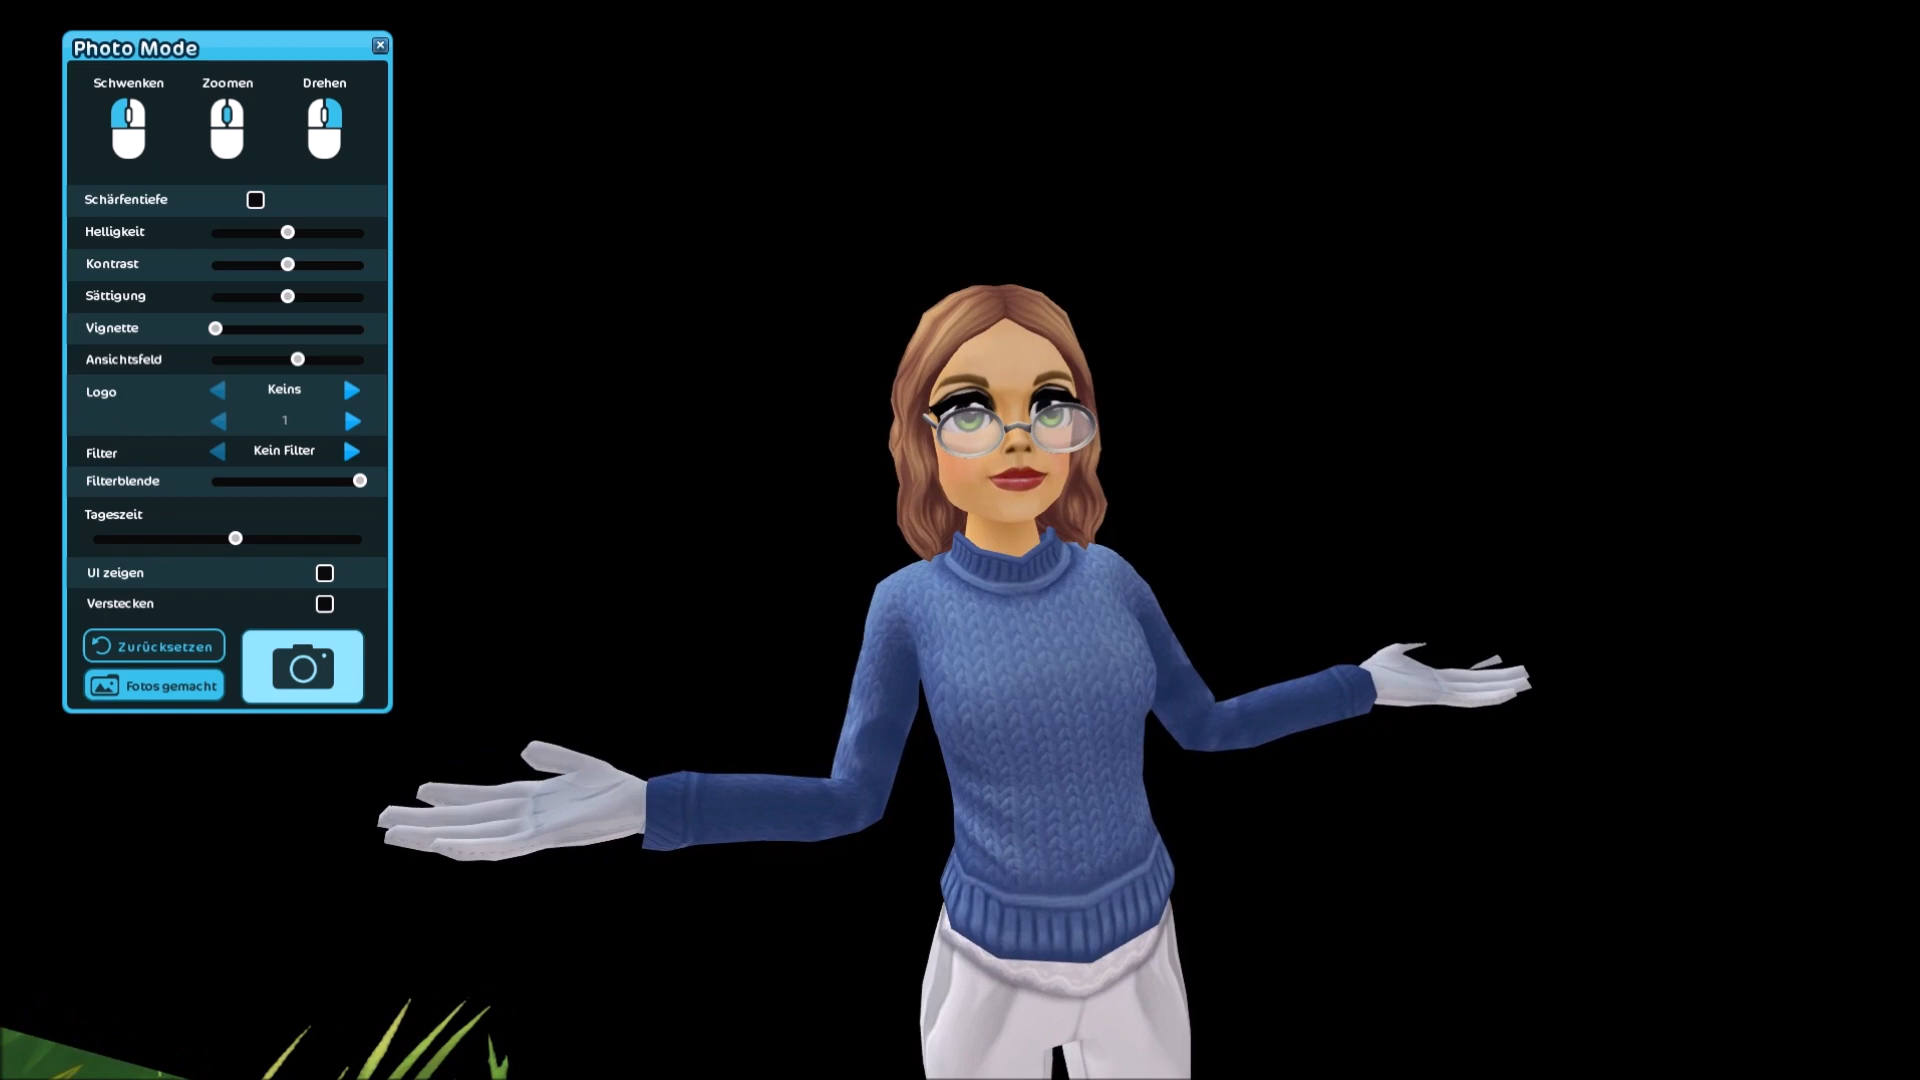 Photo Mode
Schwenken Zoomen Drehen
Schärfentiefe
Helligkeit
Kontrast
Sättigung
Vignette
Ansichtsfeld
Logo Keins
1
Filter Kein Filter
Filterblende
Tageszeit
UI zeigen
Verstecken
Zurücksetzen
Fotos gemacht